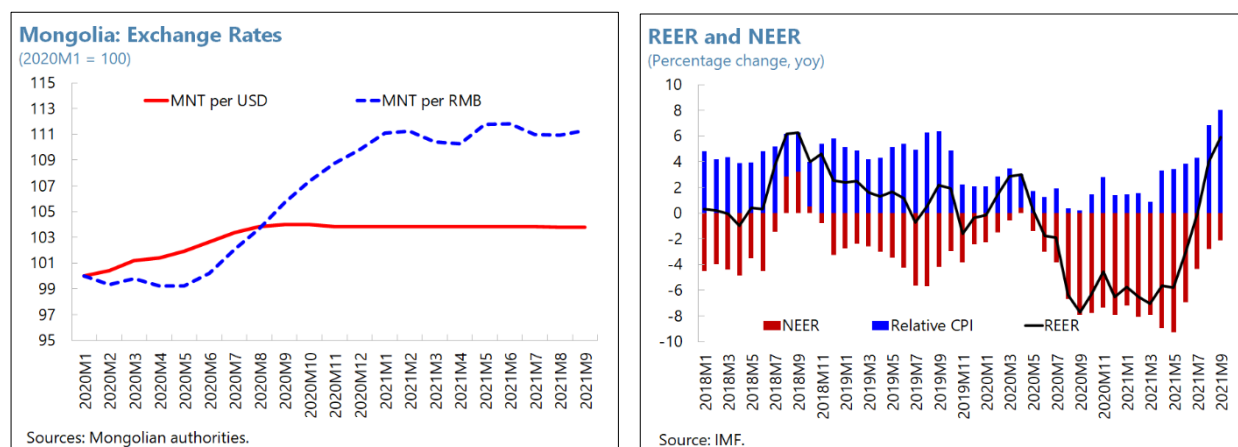 Mongolia: Exchange Rates
(2020M1 = 100)
115
113
111
109
107
105
103
101
99
97
95
MNT per USD
MNT per RMB
2020M1
2020M2
2020M3
2020M4
2020M5
2020M6
2020M7
2020M8
2020M9
2020M10
2020M11
2020M12
2021M1
2021M2
2021M3
2021M4
2021M5
2021M6
2021M7
2021M8
2021M9
Sources: Mongolian authorities.
REER and NEER
(Percentage change, yoy)
10
8
6
4
2
0
-2
-4
-6
-8
-10
NEER
Relative CPI
REER
2018M1
2018M3
2018M5
2018M7
2018M9
2018M11
2019M1
2019M3
2019M5
2019M7
2019M9
2019M11
2020M1
2020M3
2020M5
2020M7
2020M9
2020M11
2021M1
2021M3
2021M5
2021M7
2021M9
Source: IMF.